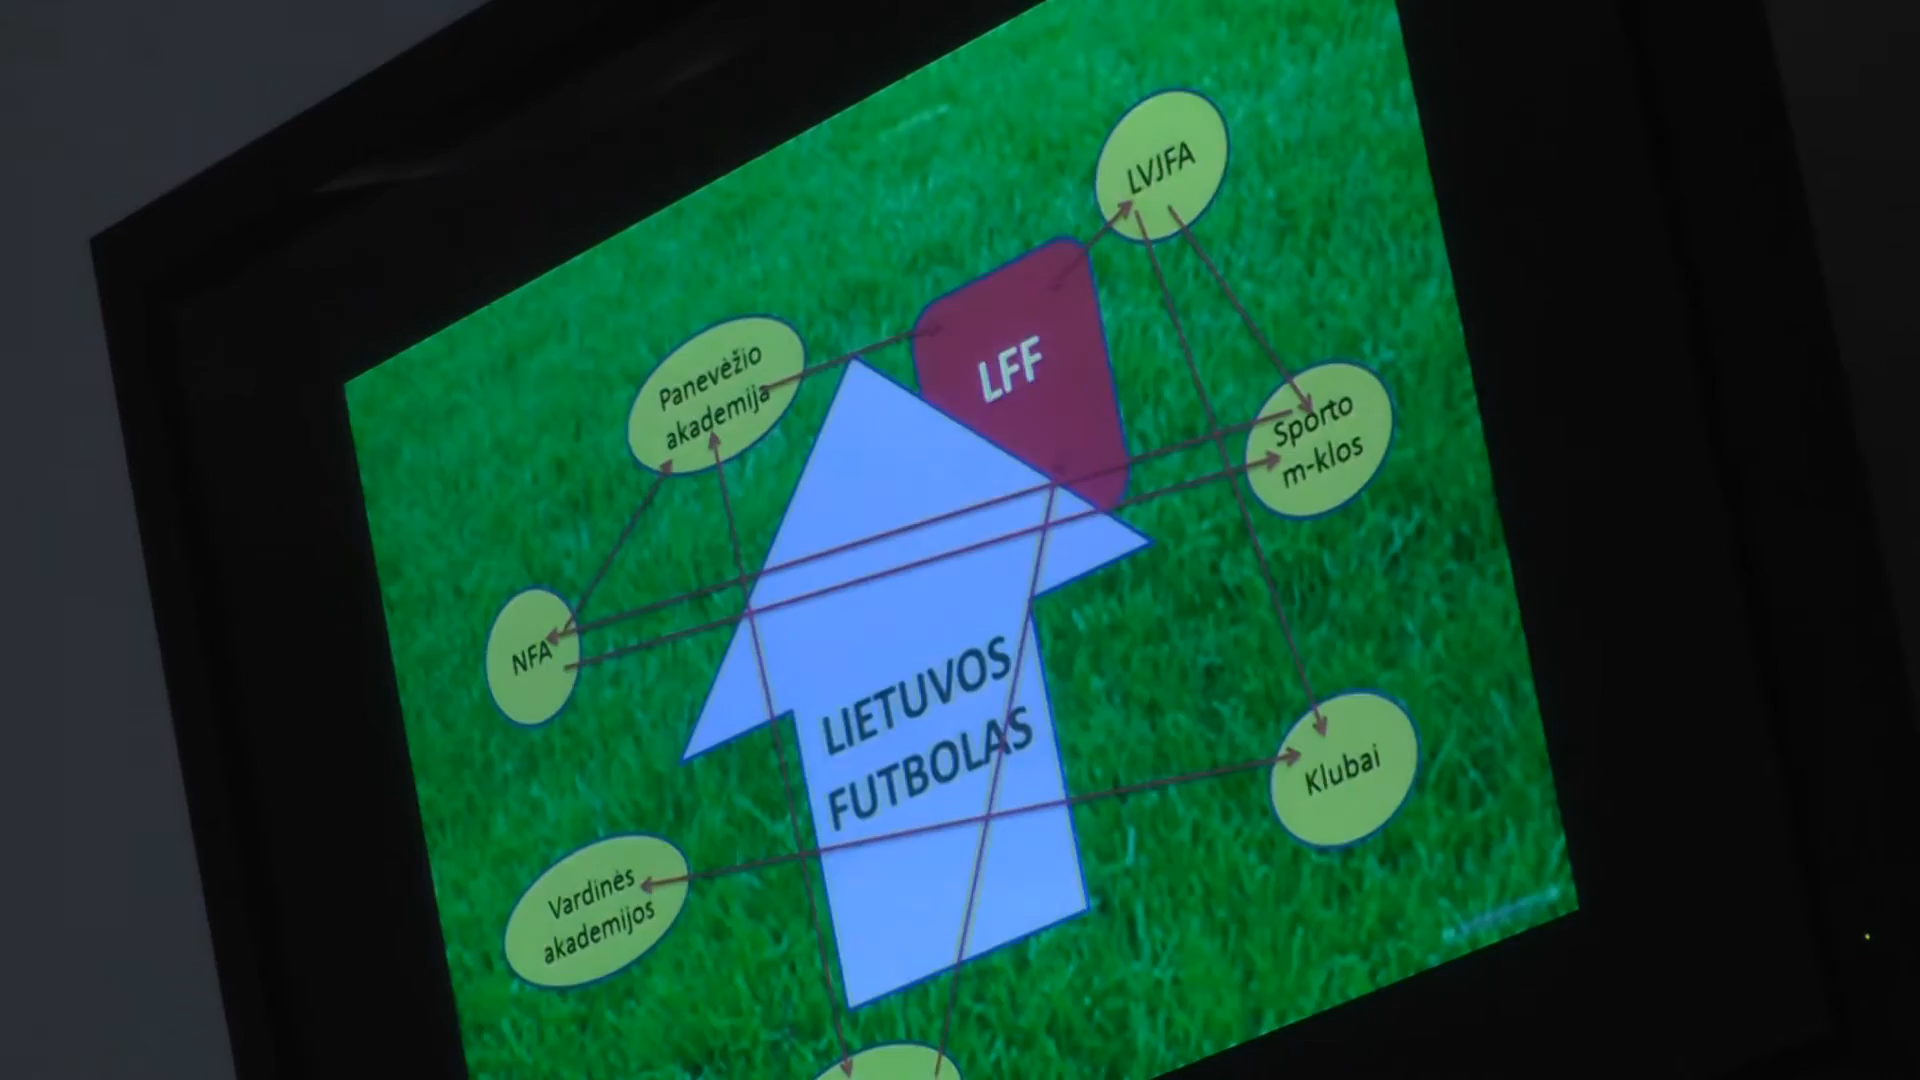 LVJFA
LFF
Panevėžio
akademija
Sporto
m-klos
NFA
LIETUVOS
FUTBOLAS
Klubai
Vardinės
akademijos